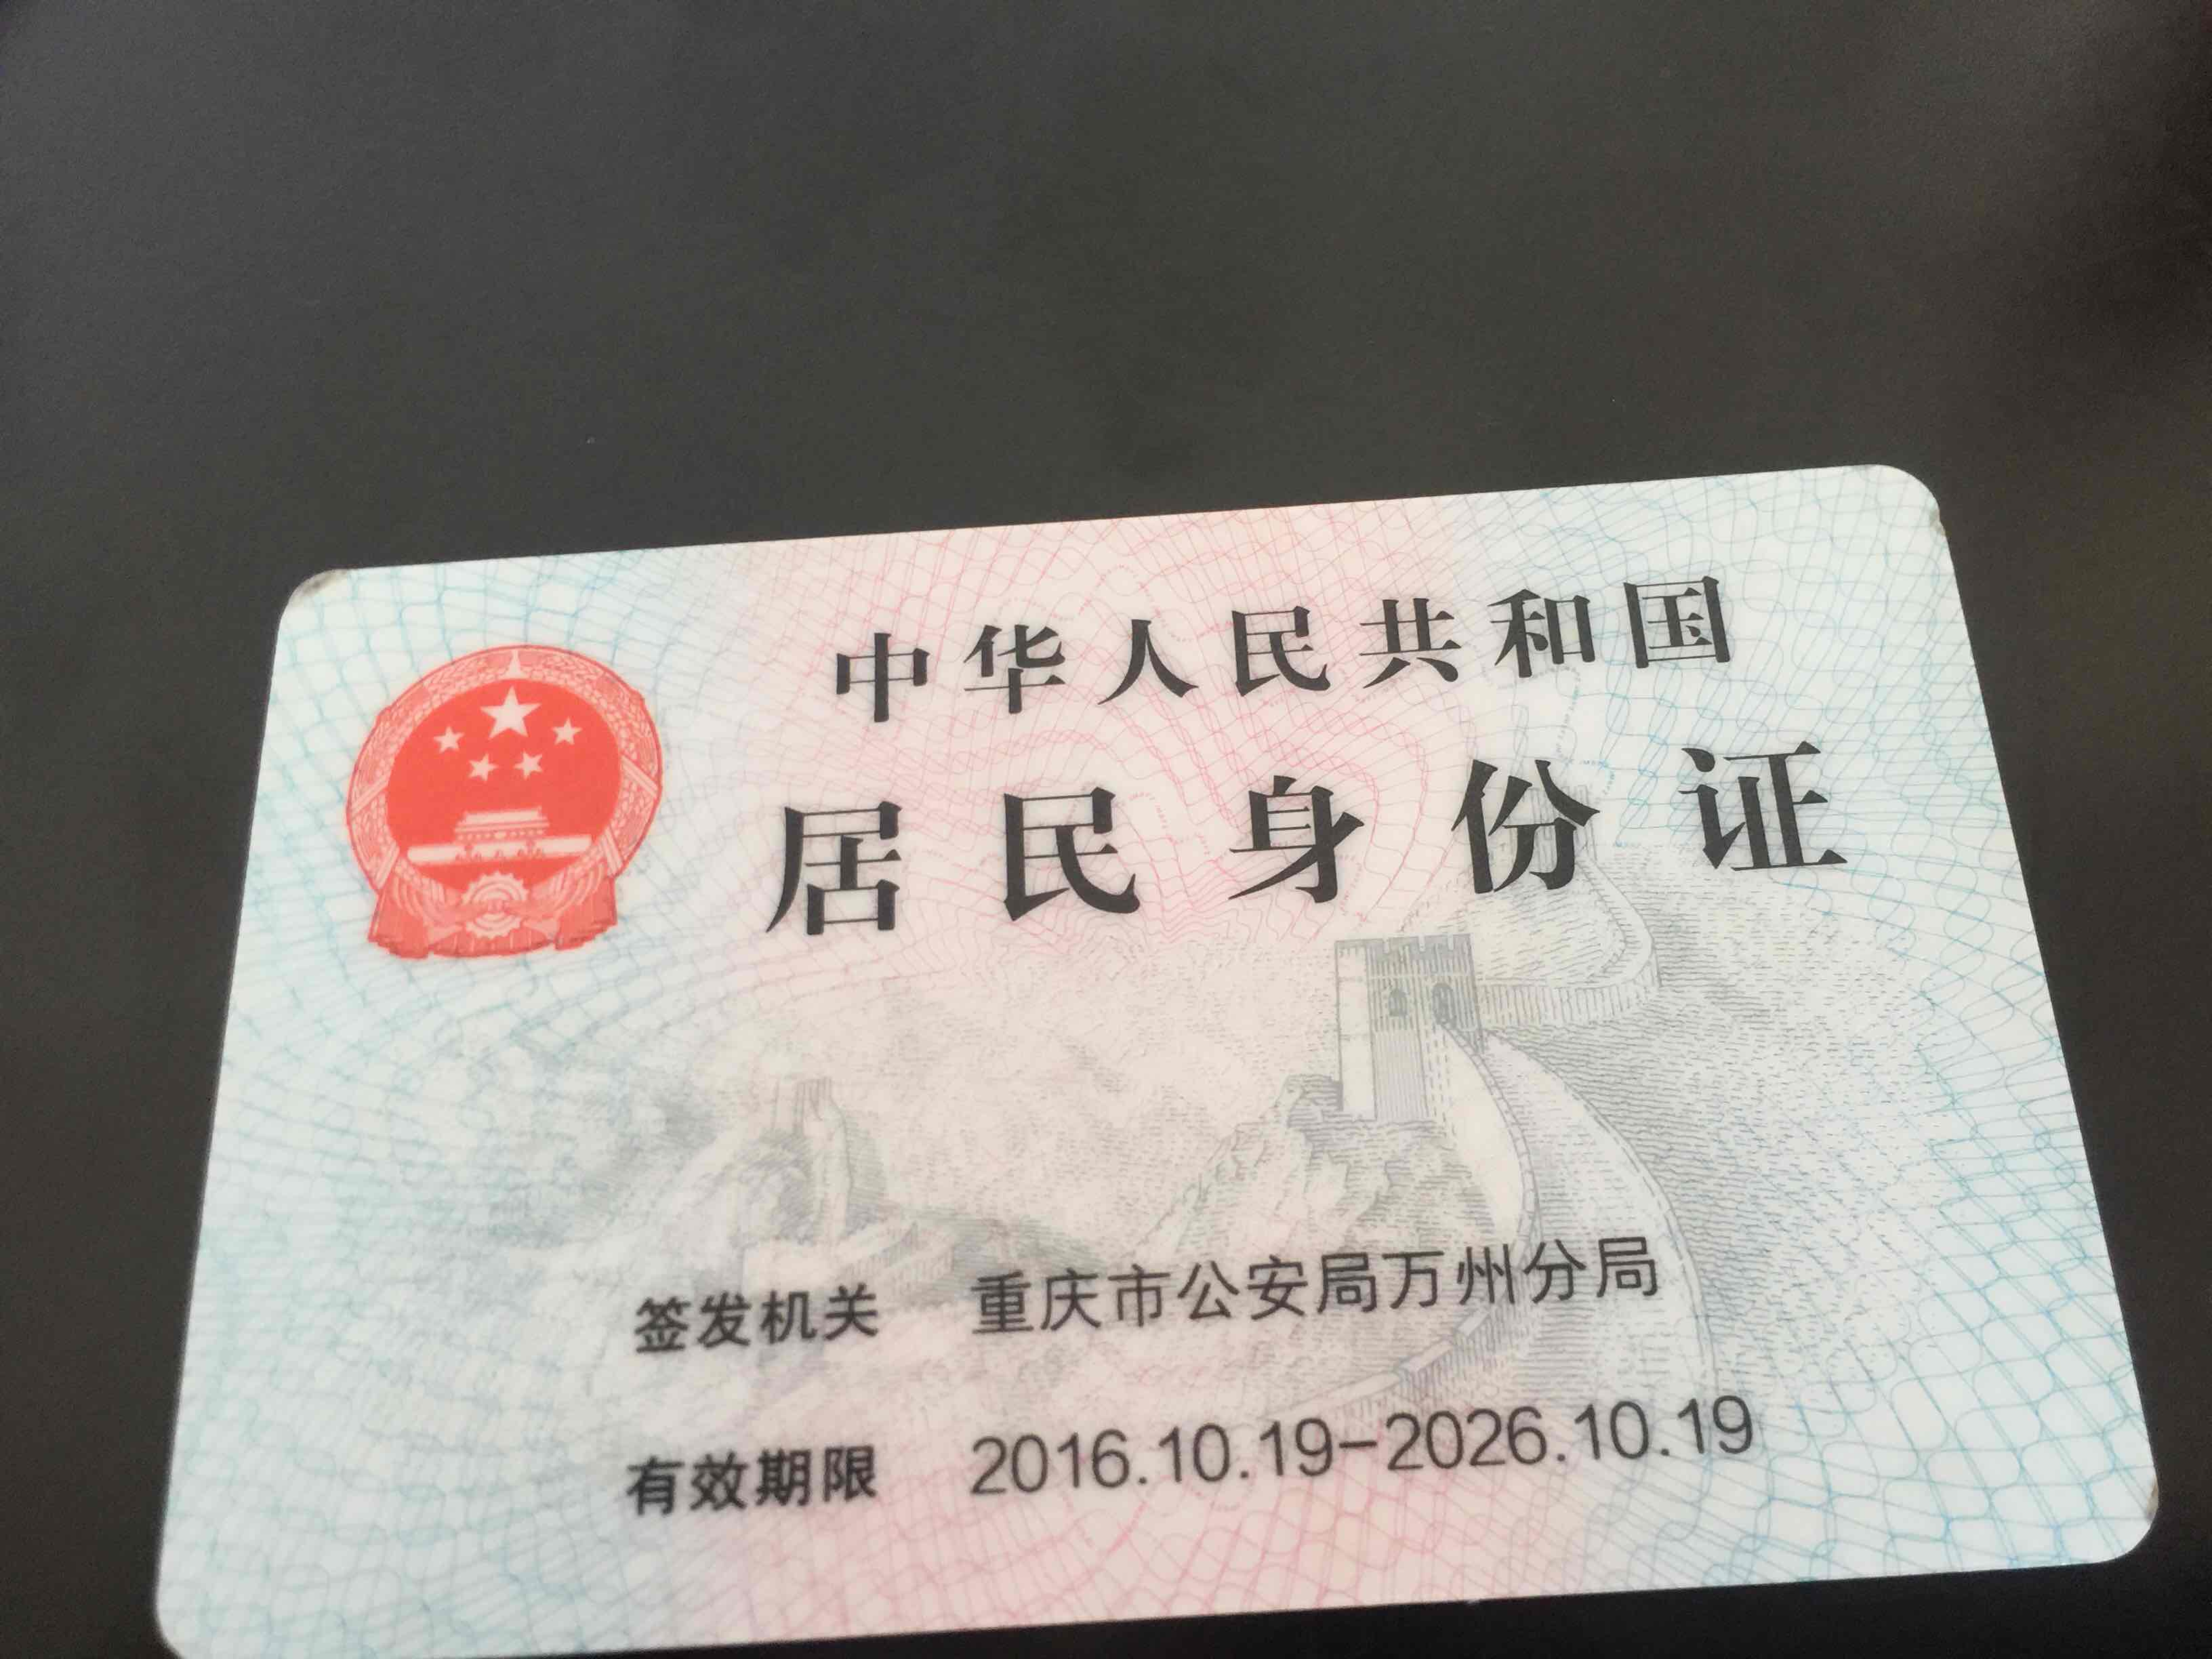 中华人民共和国
居民身份证
签发机关 重庆市公安局万州分局
有效期限 2016.10.19-2026.10.19